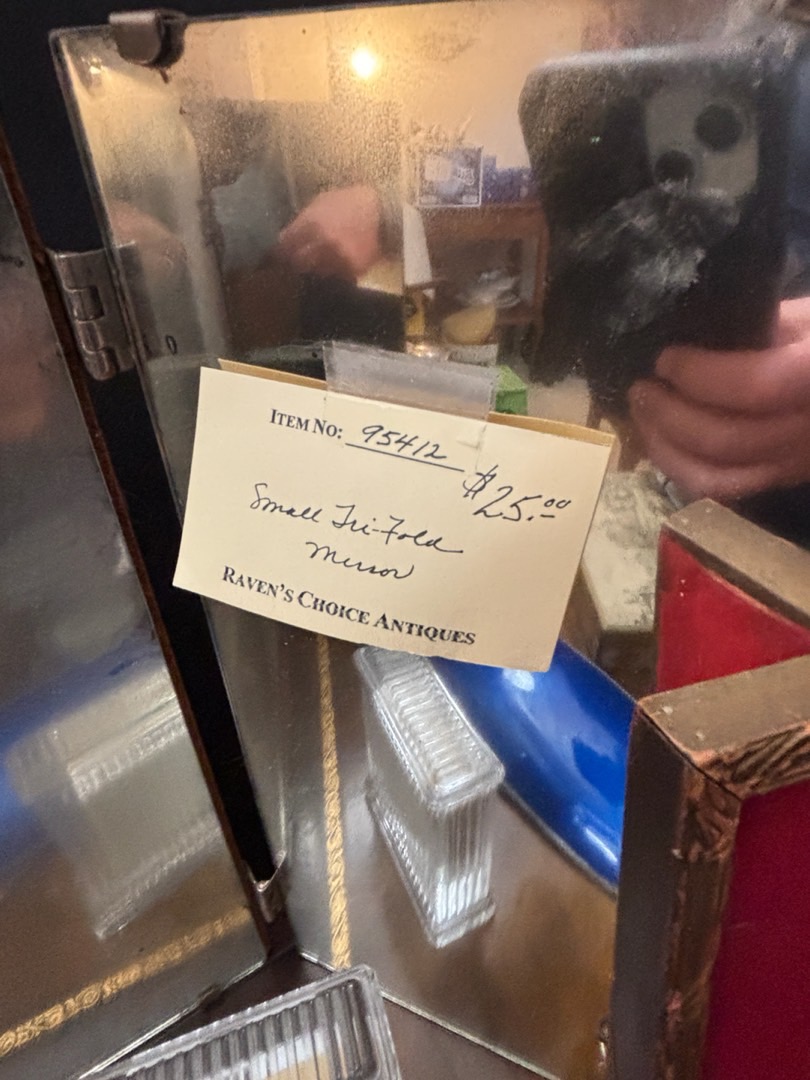 ITEM NO: 95412
$25.00
Small Tri-Fold
Mirror
RAVEN'S CHOICE ANTIQUES